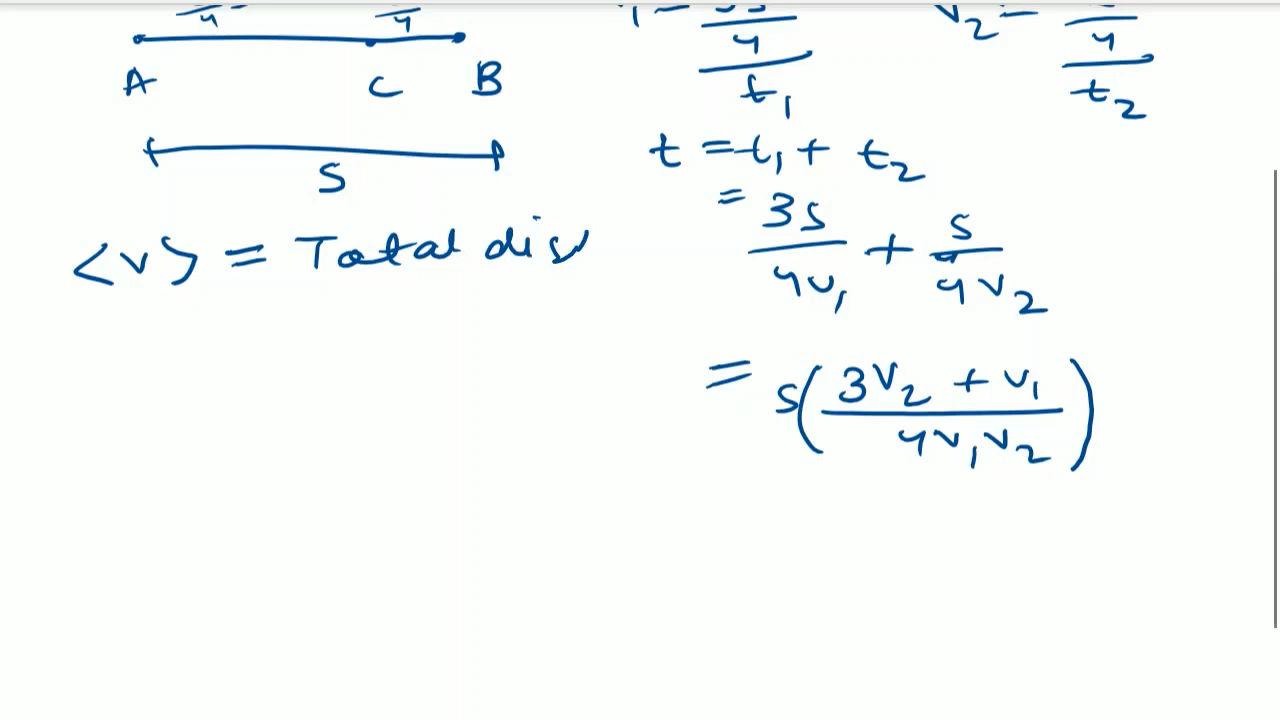 A C B
S
<v> = Total dis
t₁ t₂
t = t₁ + t₂
= 3s/4v₁ + s/4v₂
= s(3v₂ + v₁ / 4v₁v₂)